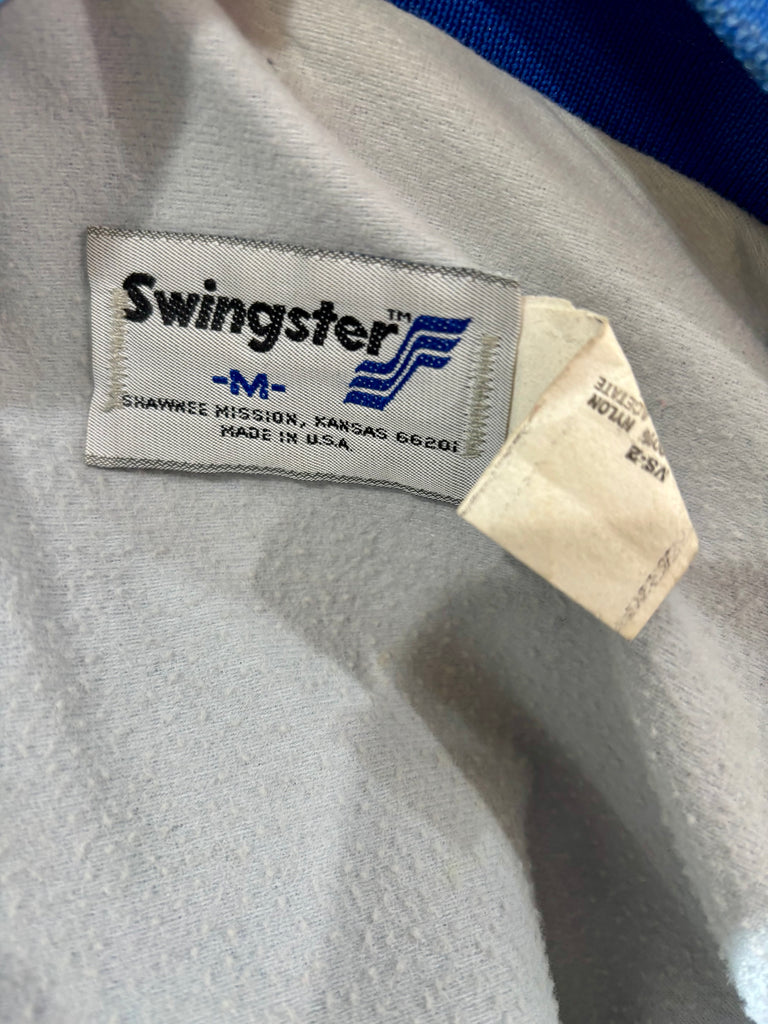 Swingster™
-M-
SHAWNEE MISSION, KANSAS 66201
MADE IN U.S.A.
VS-2
NYLON
ACETATE